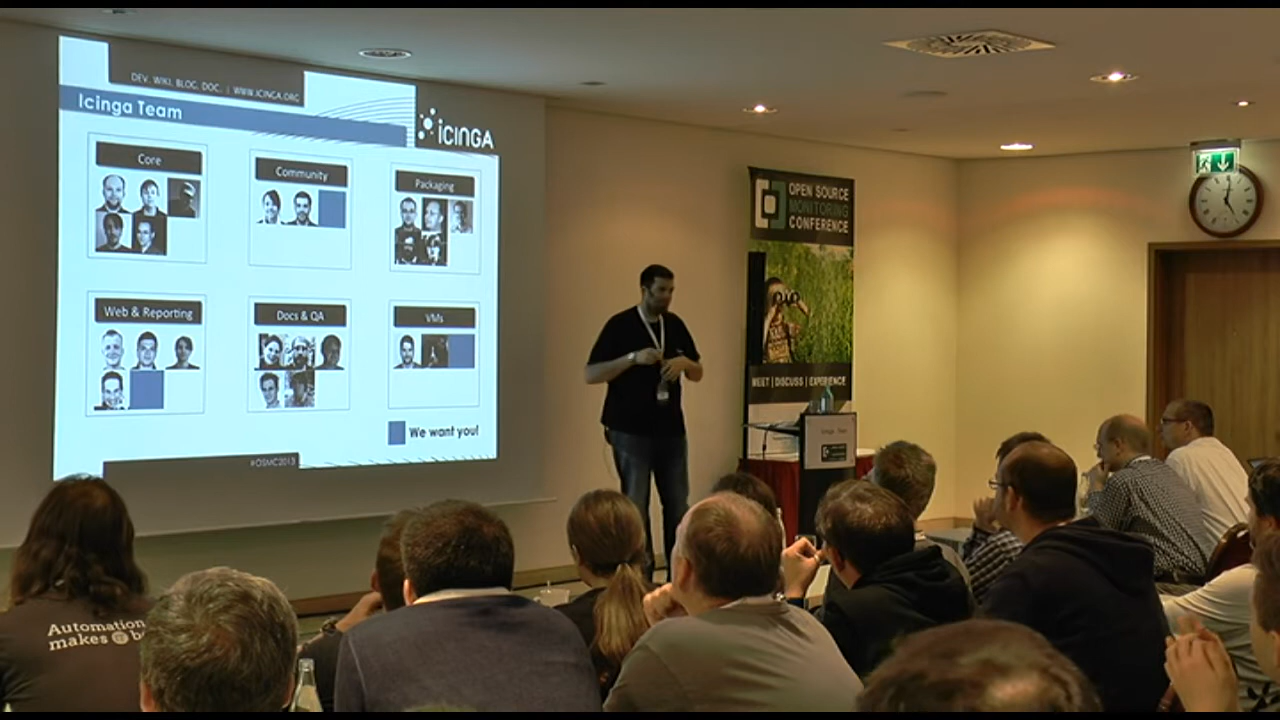 DEV. WIKI, BLOG, DOC. | WWW.ICINGA.ORG
Icinga Team
ICINGA
Core
Community
Packaging
Web & Reporting
Docs & QA
VMs
We want you!
#OSMC2013
OPEN SOURCE
MONITORING
CONFERENCE
MEET | DISCUSS | EXPERIENCE
Icinga
Automation
makes